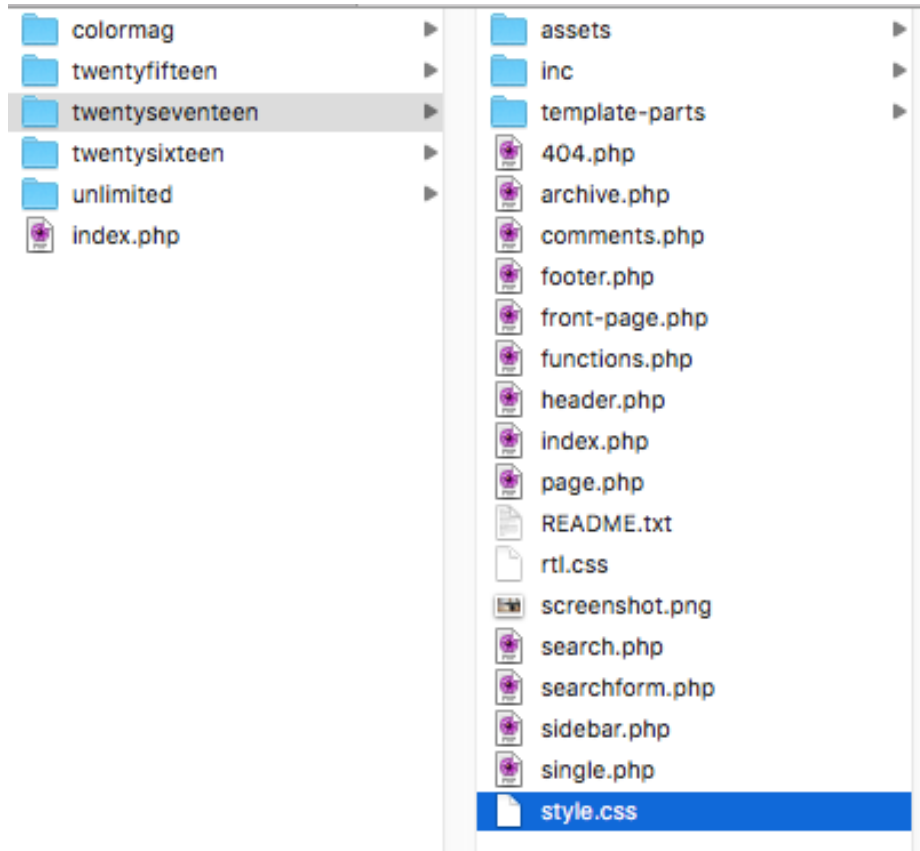 colormag
twentyfifteen
twentyseventeen
twentysixteen
unlimited
index.php
assets
inc
template-parts
404.php
archive.php
comments.php
footer.php
front-page.php
functions.php
header.php
index.php
page.php
README.txt
rtl.css
screenshot.png
search.php
searchform.php
sidebar.php
single.php
style.css